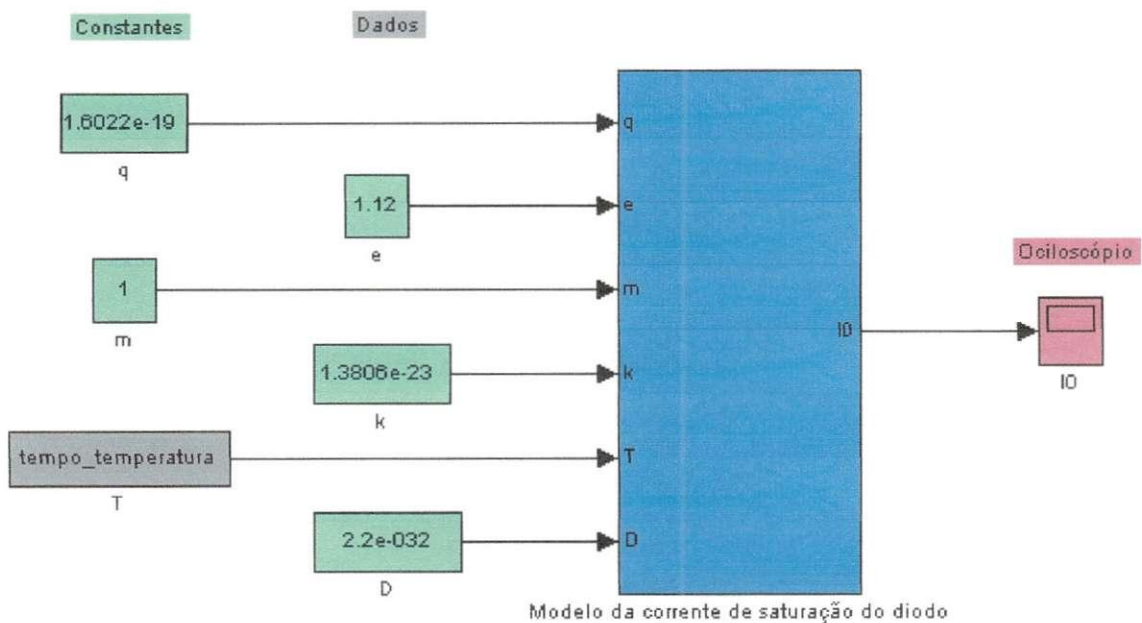 Constantes
Dados
1.6022e-19
q
q
1.12
e
e
1
m
m
1.3806e-23
k
k
tempo_temperatura
T
T
2.2e-032
D
D
I0
Ociloscópio
I0
Modelo da corrente de saturação do diodo